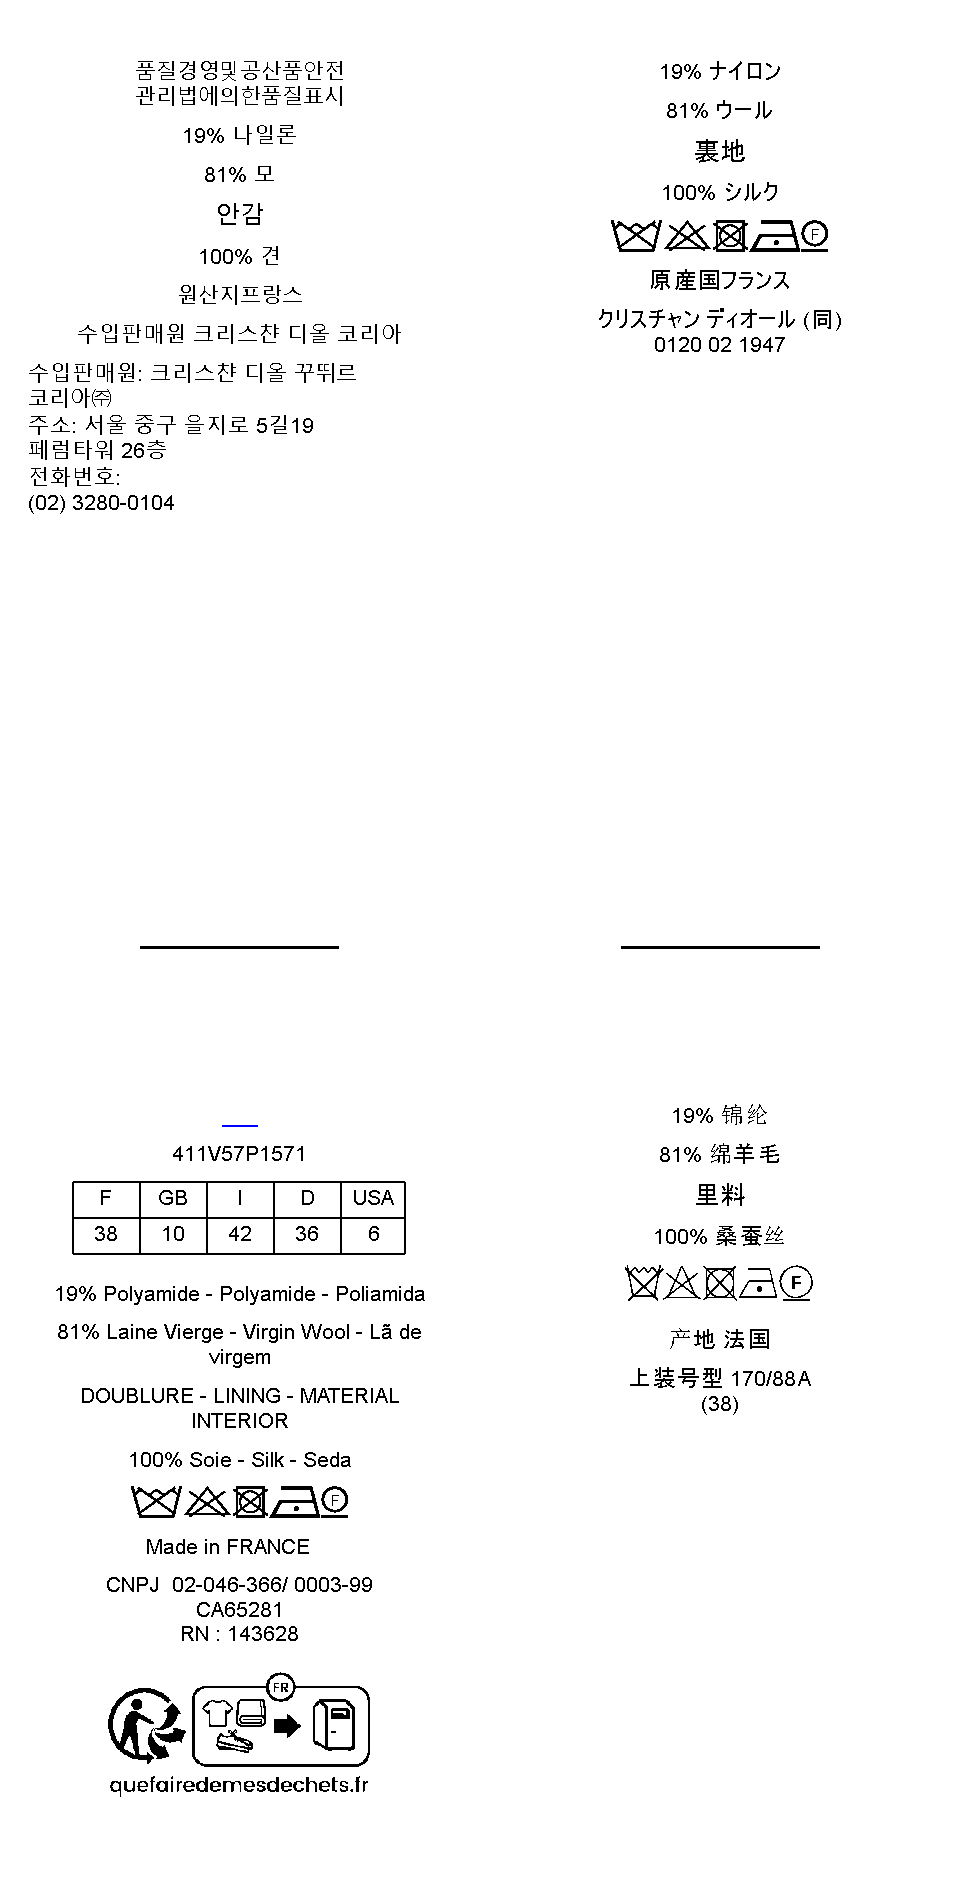 품질경영및공산품안전
관리법에의한품질표시
19% 나일론
81% 모
안감
100% 견
원산지프랑스
수입판매원 크리스챤 디올 코리아
수입판매원: 크리스챤 디올 꾸뛰르
코리아㈜
주소: 서울 중구 을지로 5길19
페럼타워 26층
전화번호:
(02) 3280-0104
19% ナイロン
81% ウール
裏地
100% シルク
F
原産国フランス
クリスチャン ディオール (同)
0120 02 1947
411V57P1571
F GB I D USA
38 10 42 36 6
19% Polyamide - Polyamide - Poliamida
81% Laine Vierge - Virgin Wool - Lã de
virgem
DOUBLURE - LINING - MATERIAL
INTERIOR
100% Soie - Silk - Seda
F
Made in FRANCE
CNPJ 02-046-366/ 0003-99
CA65281
RN : 143628
FR
quefairedemesdechets.fr
19% 锦纶
81% 绵羊毛
里料
100% 桑蚕丝
F
产地 法国
上装号型 170/88A
(38)